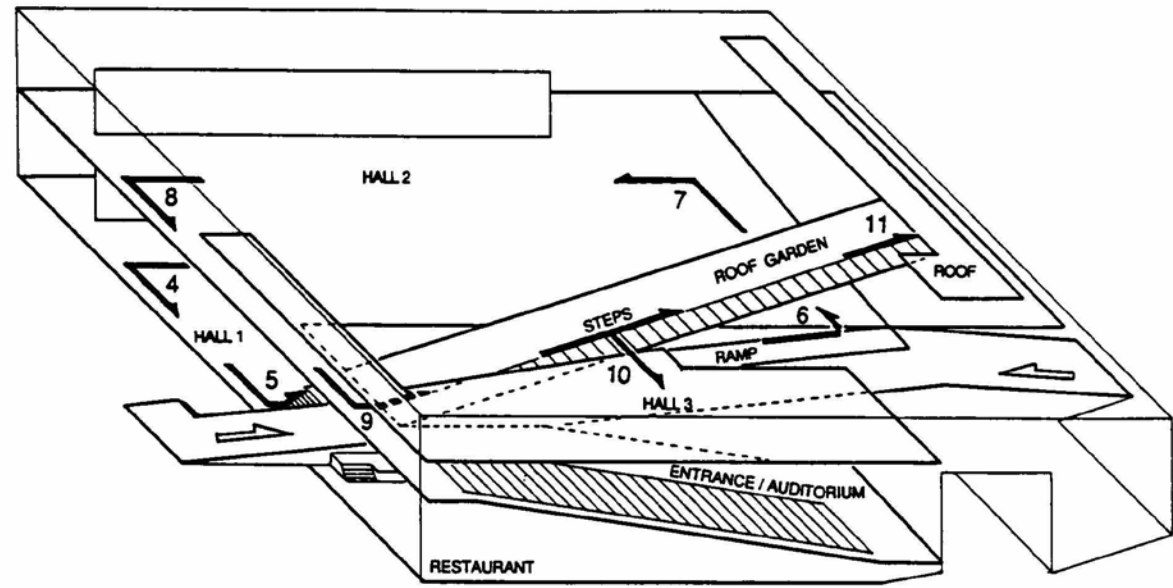 HALL 2
8
7
11
ROOF GARDEN
ROOF
4
STEPS
6
HALL 1
RAMP
5
10
HALL 3
9
ENTRANCE / AUDITORIUM
RESTAURANT